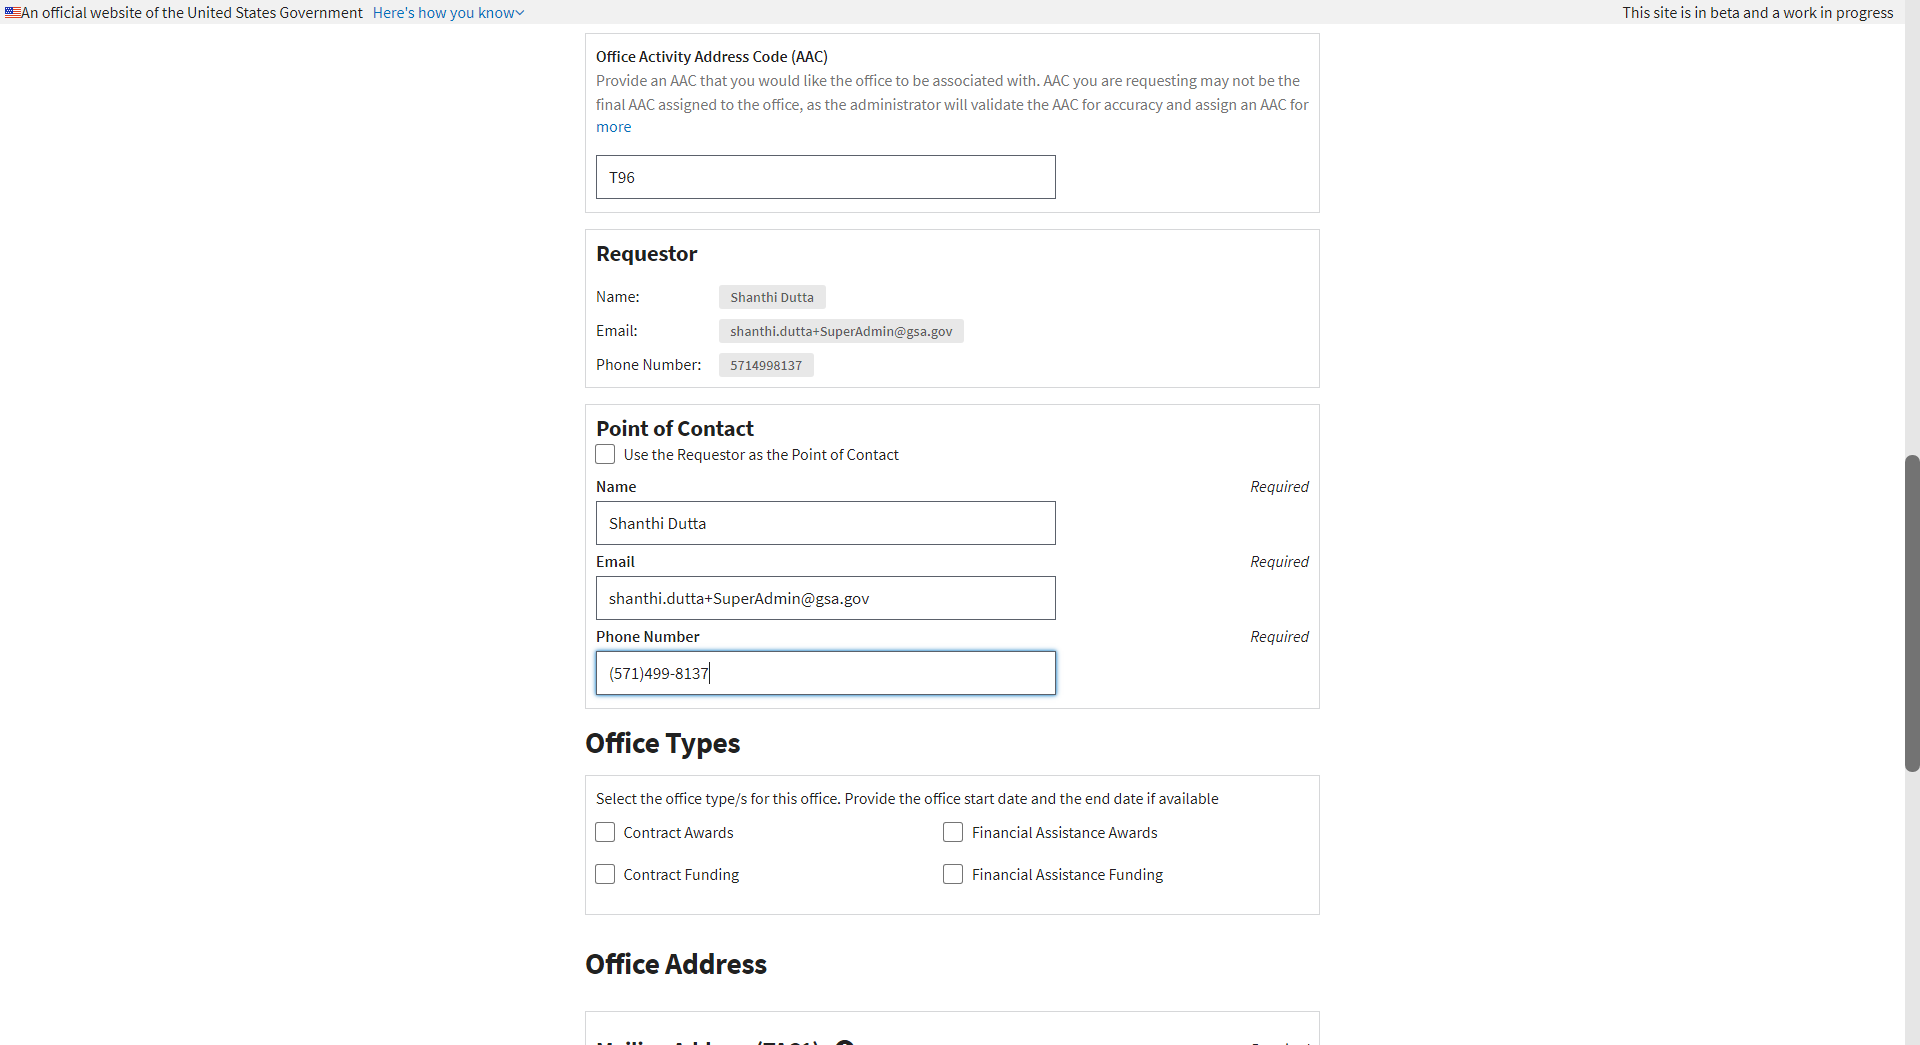 An official website of the United States Government Here's how you know
This site is in beta and a work in progress
Office Activity Address Code (AAC)
Provide an AAC that you would like the office to be associated with. AAC you are requesting may not be the
final AAC assigned to the office, as the administrator will validate the AAC for accuracy and assign an AAC for
more
T96
Requestor
Name: Shanthi Dutta
Email: shanthi.dutta+SuperAdmin@gsa.gov
Phone Number: 5714998137
Point of Contact
Use the Requestor as the Point of Contact
Name Required
Shanthi Dutta
Email Required
shanthi.dutta+SuperAdmin@gsa.gov
Phone Number Required
(571)499-8137
Office Types
Select the office type/s for this office. Provide the office start date and the end date if available
Contract Awards Financial Assistance Awards
Contract Funding Financial Assistance Funding
Office Address